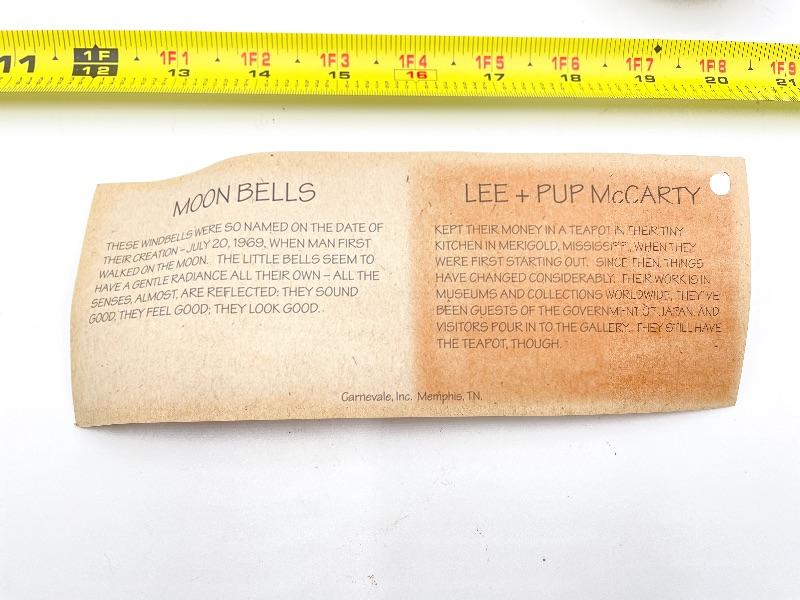 11 1F 1F1 1F2 1F3 1F4 1F5 1F6 1F7 1F8 1F9
12 13 14 15 16 17 18 19 20 21
MOON BELLS
THESE WINDBELLS WERE SO NAMED ON THE DATE OF
THEIR CREATION – JULY 20, 1969, WHEN MAN FIRST
WALKED ON THE MOON. THE LITTLE BELLS SEEM TO
HAVE A GENTLE RADIANCE ALL THEIR OWN – ALL THE
SENSES, ALMOST, ARE REFLECTED: THEY SOUND
GOOD, THEY FEEL GOOD; THEY LOOK GOOD.
LEE + PUP McCARTY
KEPT THEIR MONEY IN A TEAPOT IN THEIR TINY
KITCHEN IN MERIGOLD, MISSISSIPPI, WHEN THEY
WERE FIRST STARTING OUT. SINCE THEN, THINGS
HAVE CHANGED CONSIDERABLY. THEIR WORK IS IN
MUSEUMS AND COLLECTIONS WORLDWIDE, THEY'VE
BEEN GUESTS OF THE GOVERNMENT OF JAPAN, AND
VISITORS POUR IN TO THE GALLERY. THEY STILL HAVE
THE TEAPOT, THOUGH.
Carnevale, Inc. Memphis, TN.